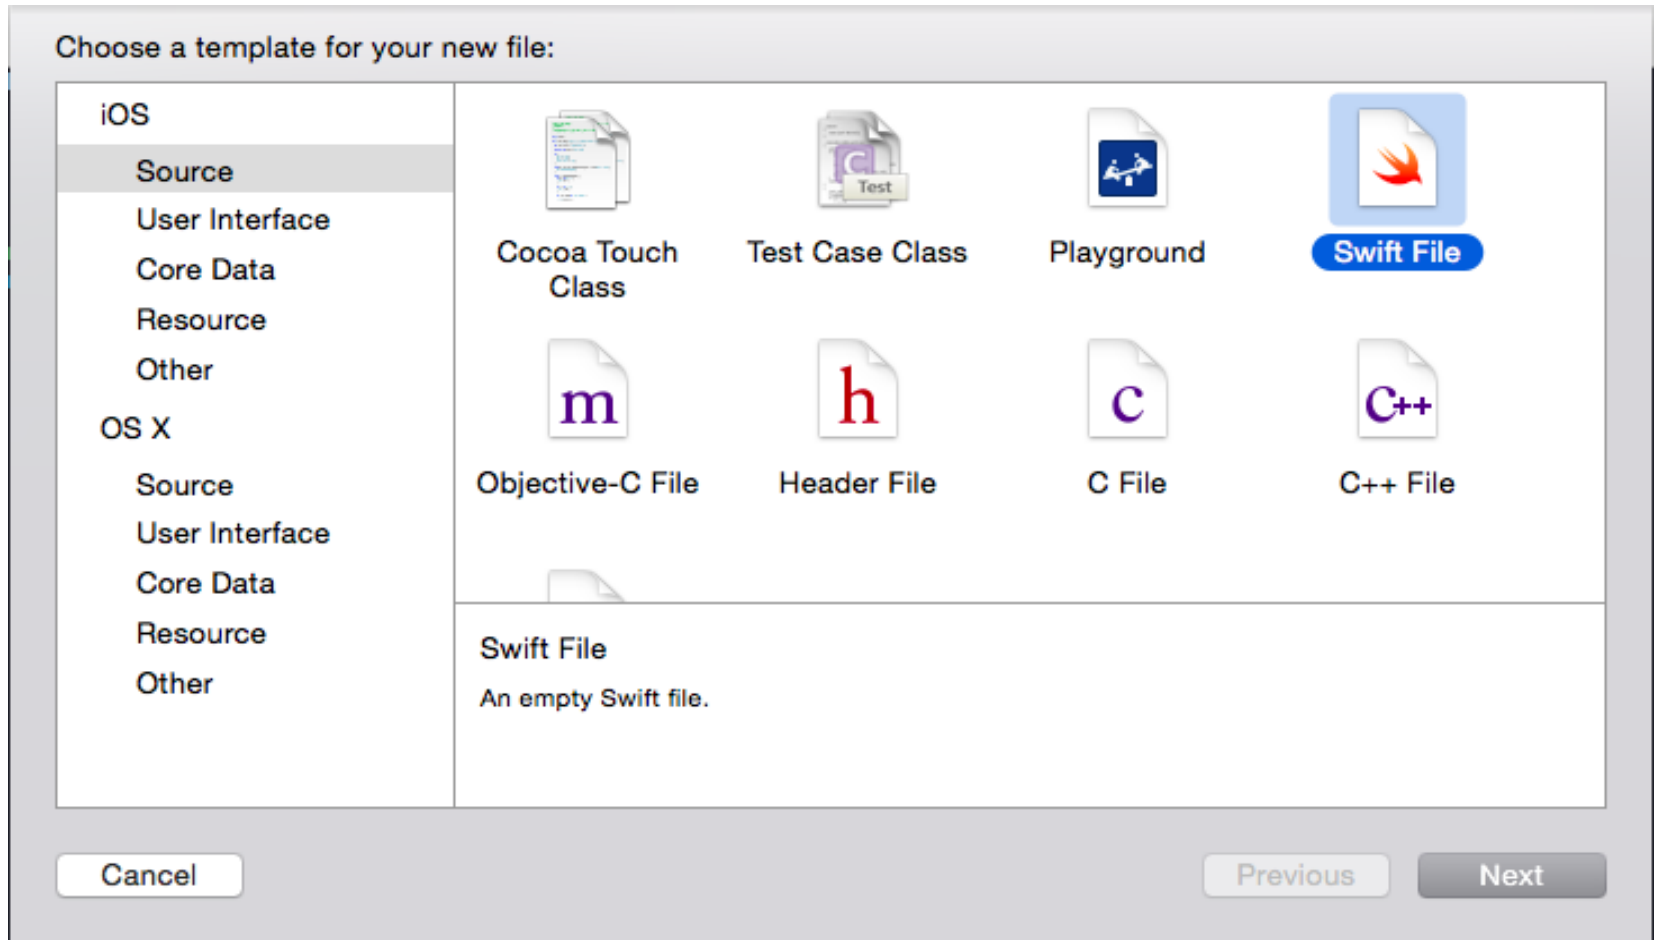 Choose a template for your new file:
iOS
Source
User Interface
Core Data
Resource
Other
OS X
Source
User Interface
Core Data
Resource
Other
C
Test
Cocoa Touch
Class
Test Case Class
Playground
Swift File
m
h
c
C++
Objective-C File
Header File
C File
C++ File
Swift File
An empty Swift file.
Cancel
Previous
Next